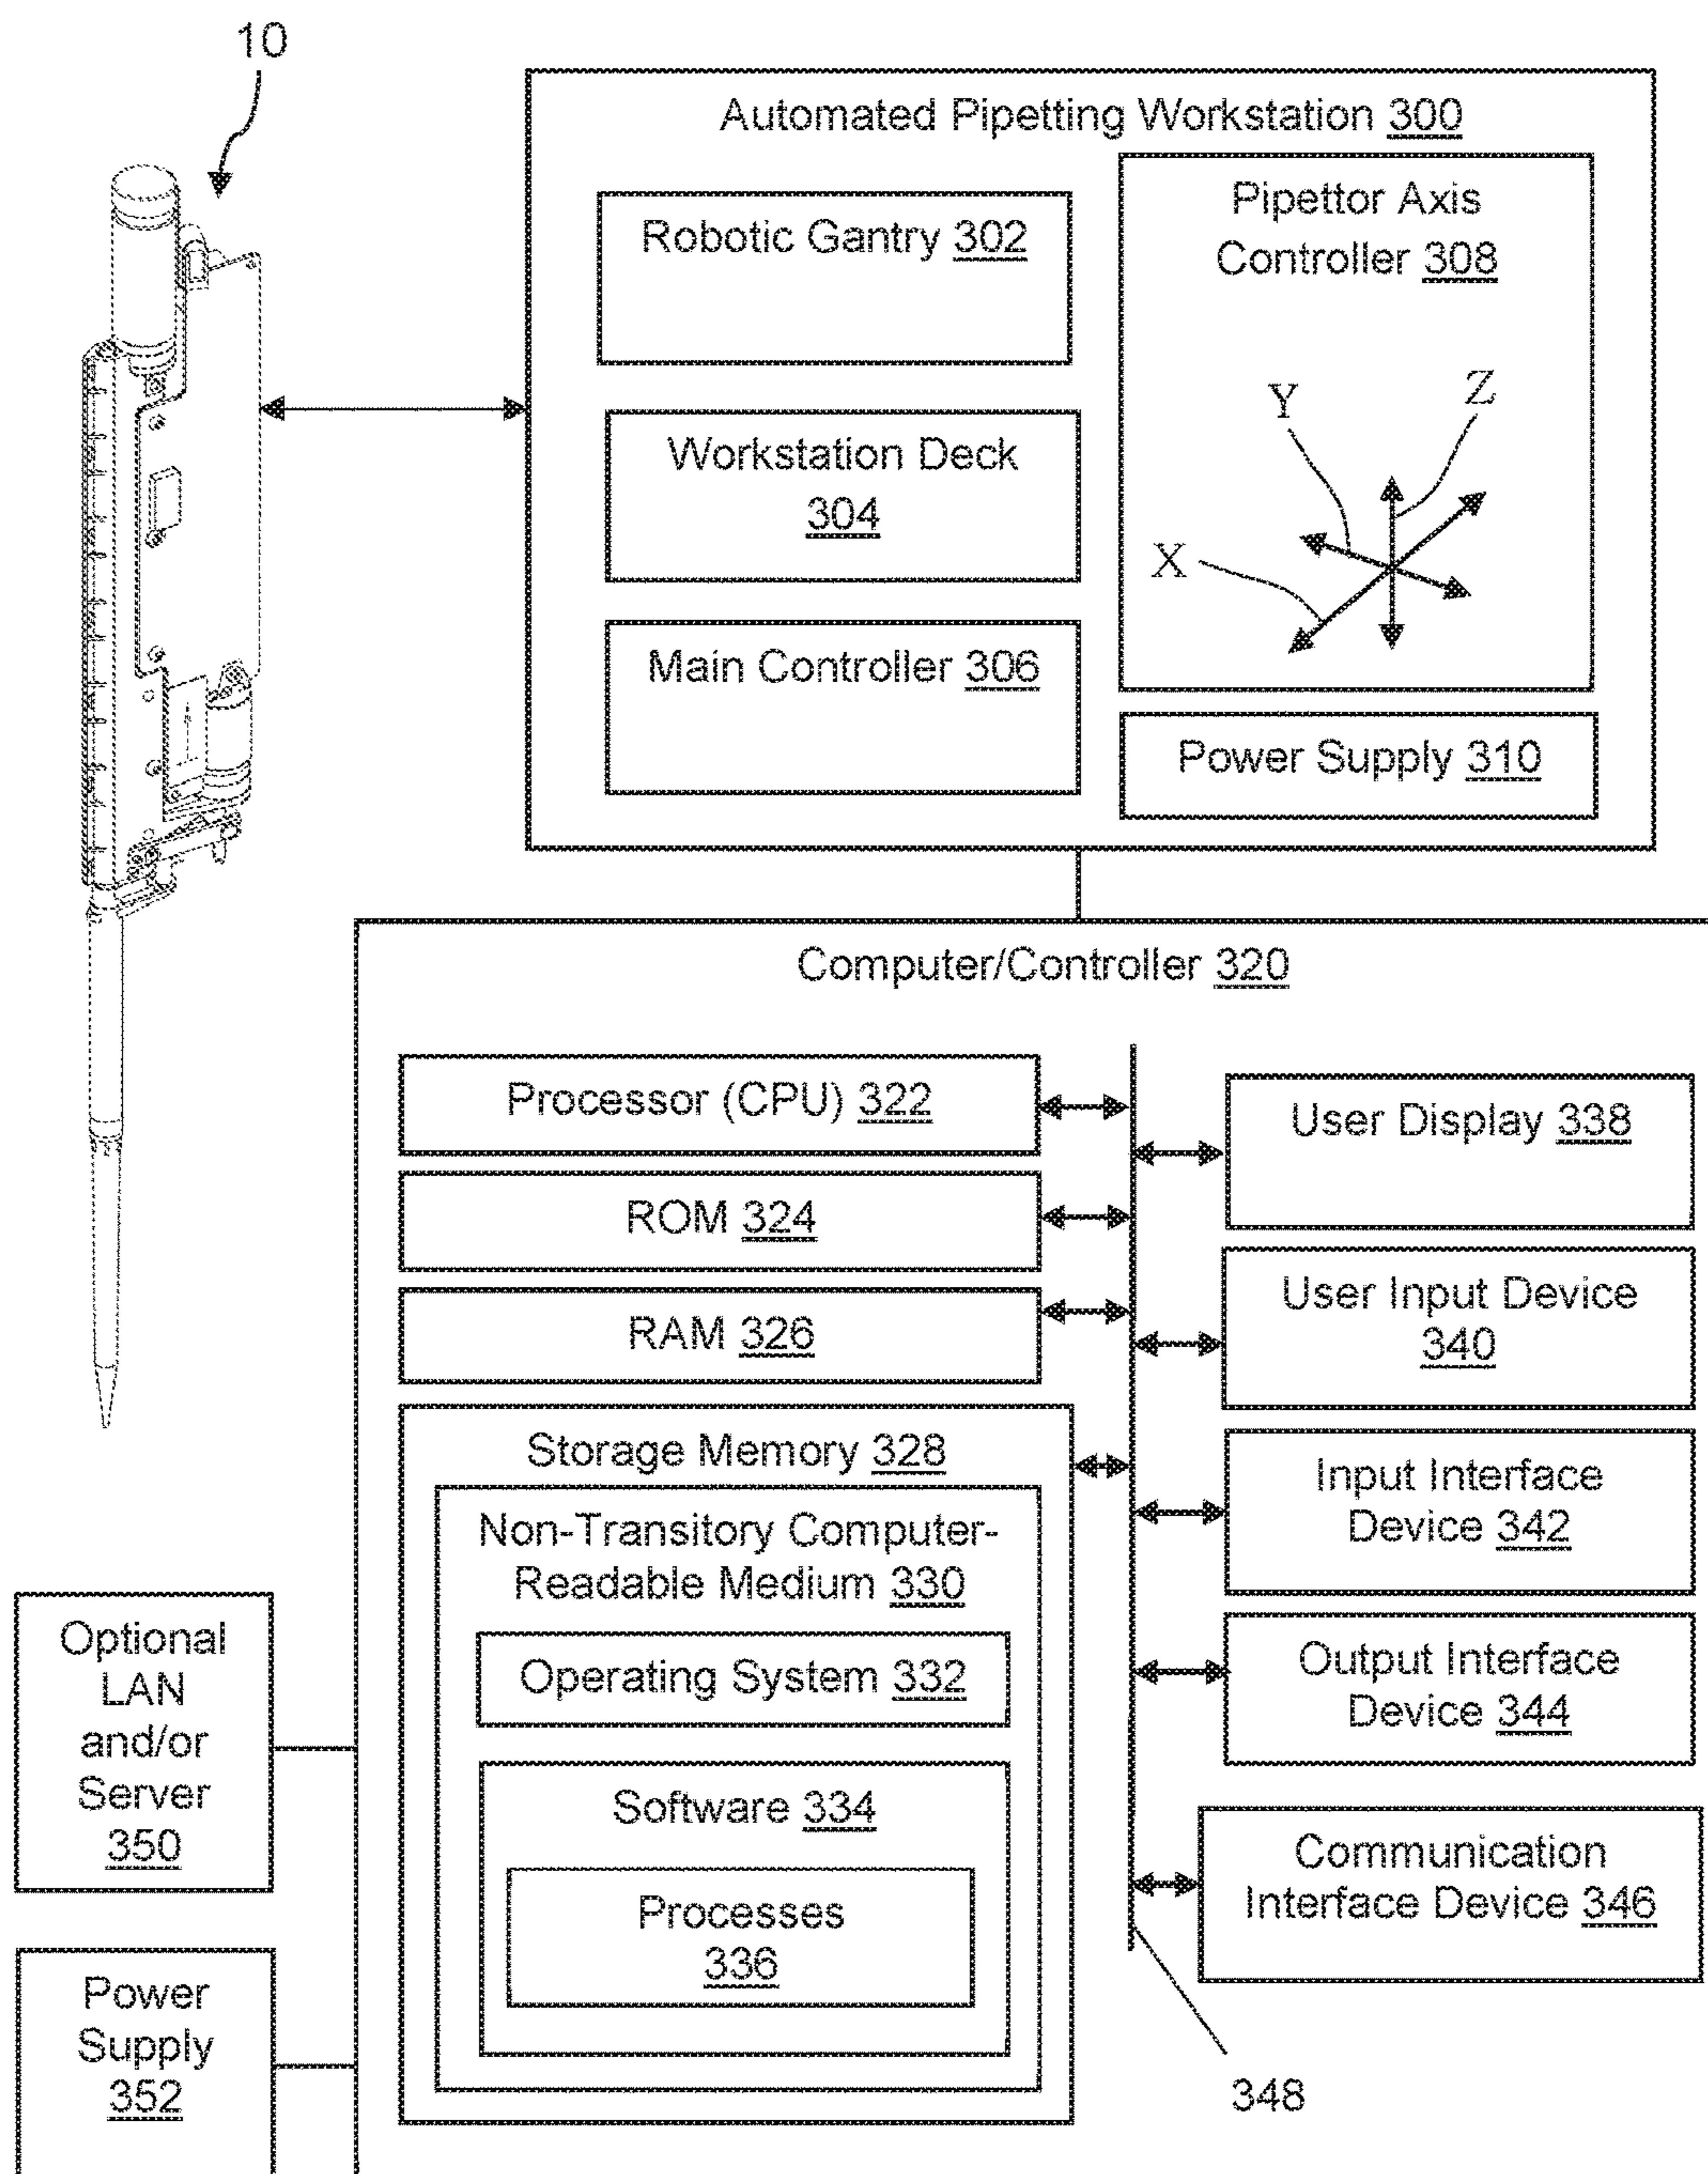 10
Automated Pipetting Workstation 300
Robotic Gantry 302
Pipettor Axis
Controller 308
Workstation Deck
304
Y
Z
X
Main Controller 306
Power Supply 310
Computer/Controller 320
Processor (CPU) 322
ROM 324
RAM 326
Storage Memory 328
Non-Transitory Computer-
Readable Medium 330
Operating System 332
Software 334
Processes
336
User Display 338
User Input Device
340
Input Interface
Device 342
Output Interface
Device 344
Communication
Interface Device 346
348
Optional
LAN
and/or
Server
350
Power
Supply
352